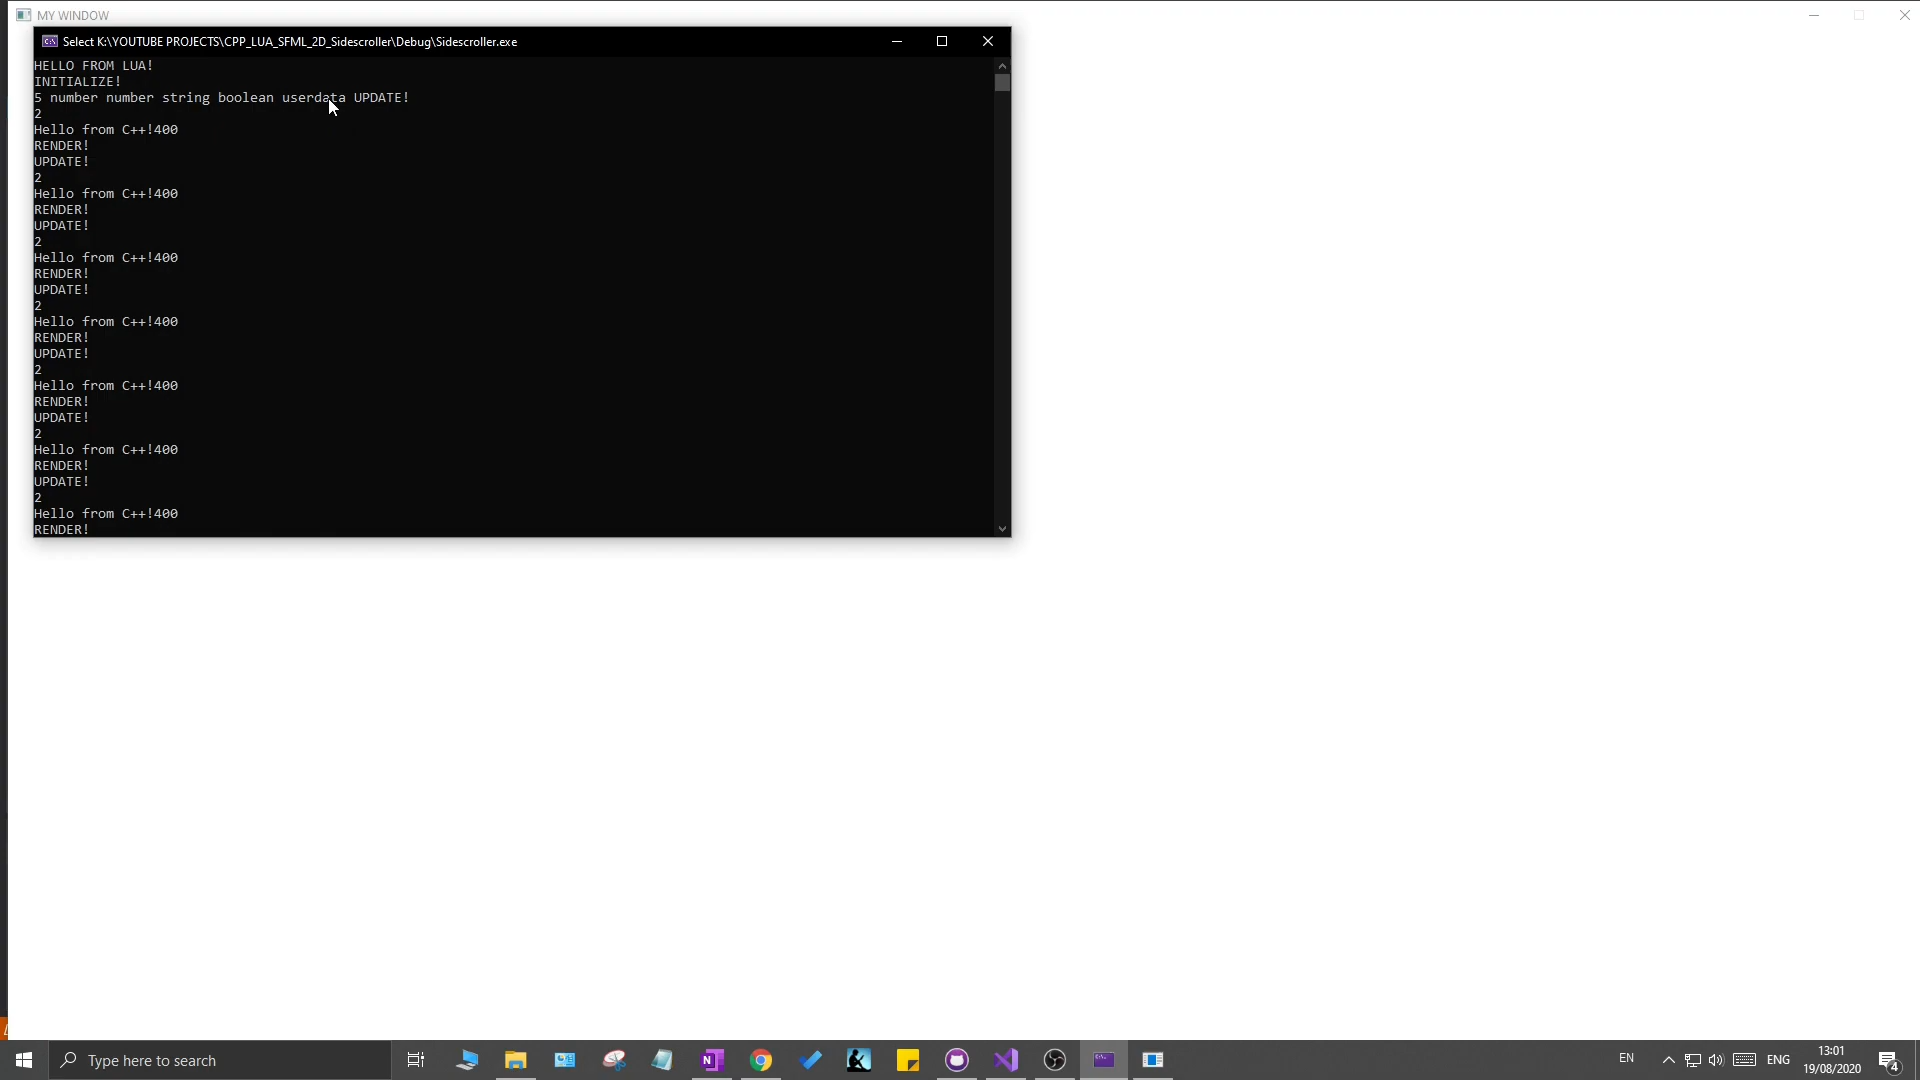 MY WINDOW
Select K:\YOUTUBE PROJECTS\CPP_LUA_SFML_2D_Sidescroller\Debug\Sidescroller.exe
HELLO FROM LUA!
INITIALIZE!
5 number number string boolean userdata UPDATE!
2
Hello from C++!400
RENDER!
UPDATE!
2
Hello from C++!400
RENDER!
UPDATE!
2
Hello from C++!400
RENDER!
UPDATE!
2
Hello from C++!400
RENDER!
UPDATE!
2
Hello from C++!400
RENDER!
UPDATE!
2
Hello from C++!400
RENDER!
UPDATE!
2
Hello from C++!400
RENDER!
Type here to search
EN
ENG
13:01
19/08/2020
4